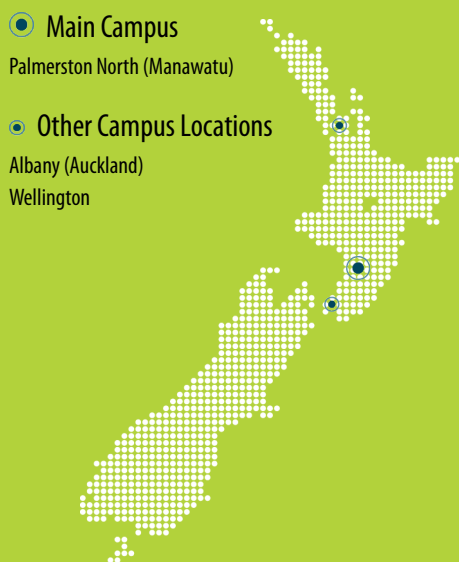 Main Campus
Palmerston North (Manawatu)
Other Campus Locations
Albany (Auckland)
Wellington